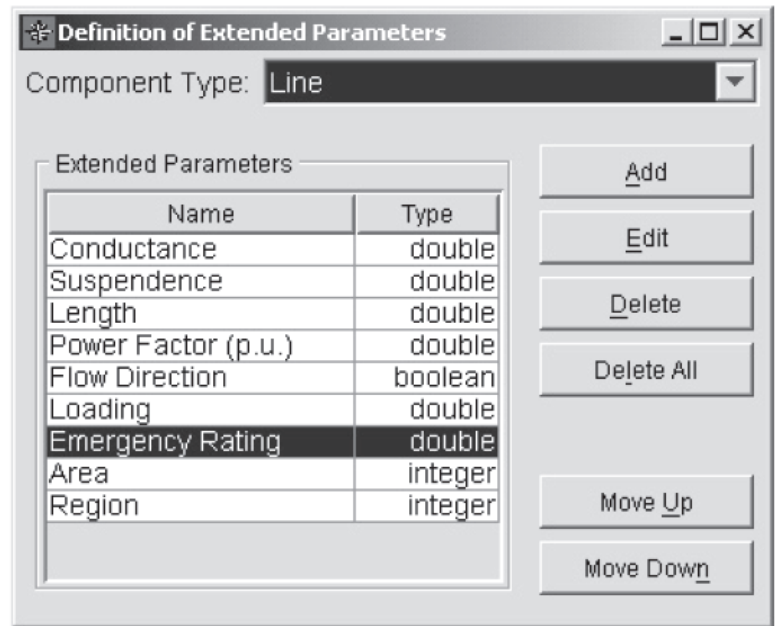 Definition of Extended Parameters
Component Type: Line
Extended Parameters
Name Type
Conductance double
Suspendence double
Length double
Power Factor (p.u.) double
Flow Direction boolean
Loading double
Emergency Rating double
Area integer
Region integer
Add
Edit
Delete
Delete All
Move Up
Move Down